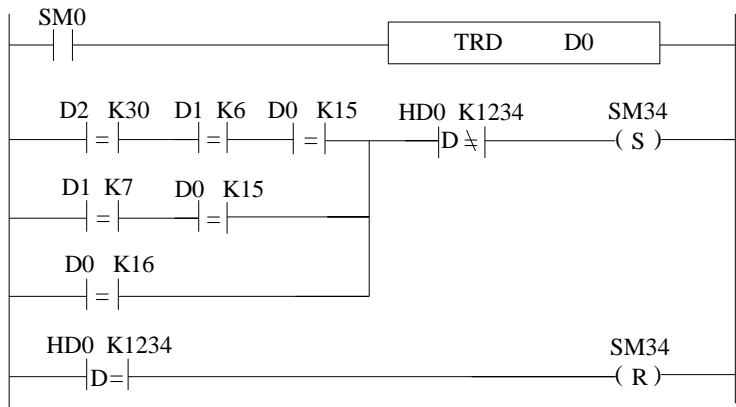 SM0
TRD D0
D2 K30 D1 K6 D0 K15 HD0 K1234 SM34
= = = D ≠ ( S )
D1 K7 D0 K15
= =
D0 K16
=
HD0 K1234 SM34
D= ( R )